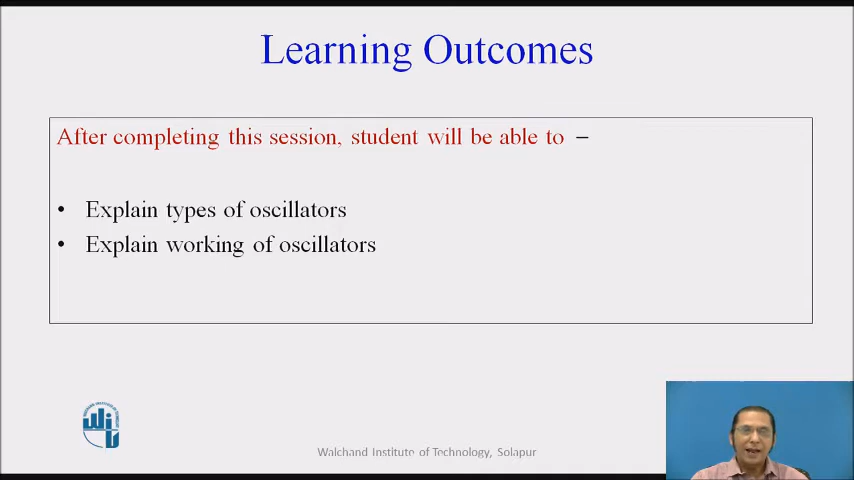 Learning Outcomes
After completing this session, student will be able to –
• Explain types of oscillators
• Explain working of oscillators
Walchand Institute of Technology, Solapur